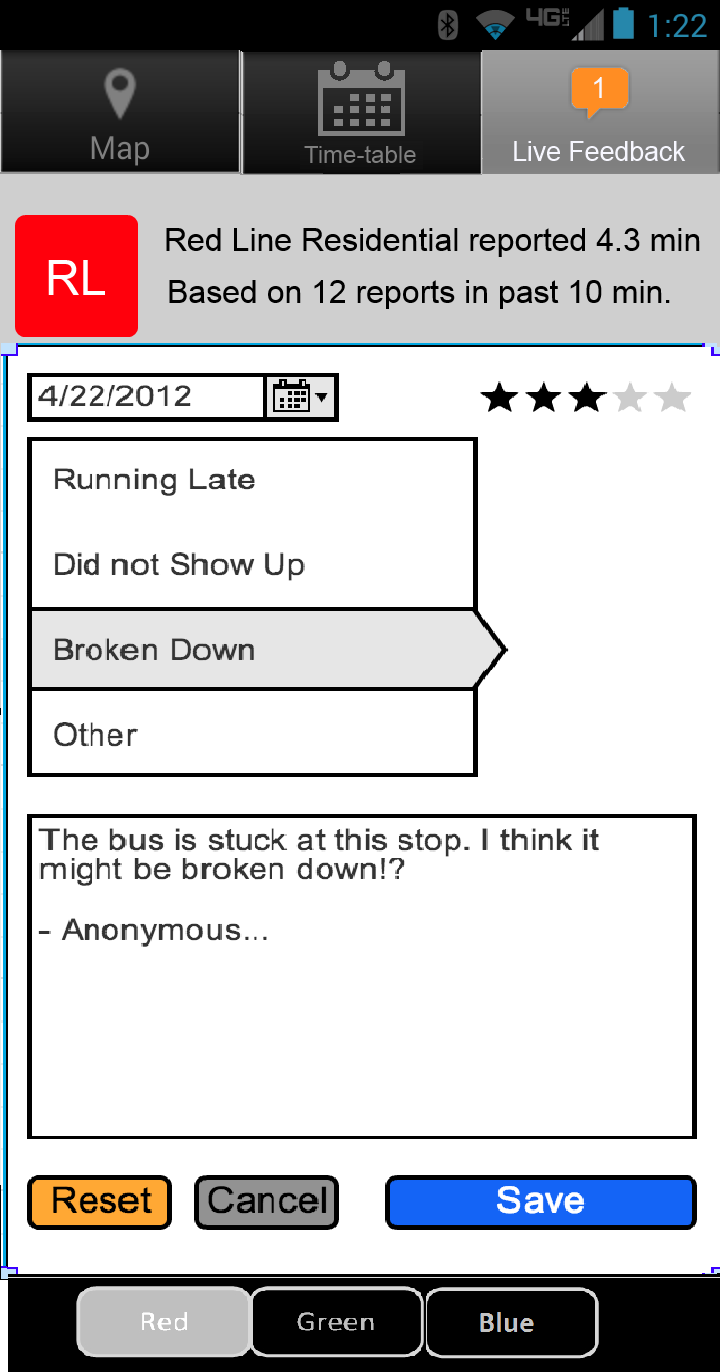 4G LTE 1:22
Map
Time-table
1
Live Feedback
RL
Red Line Residential reported 4.3 min
Based on 12 reports in past 10 min.
4/22/2012
Running Late
Did not Show Up
Broken Down
Other
The bus is stuck at this stop. I think it
might be broken down!?
- Anonymous...
Reset Cancel Save
Red Green Blue